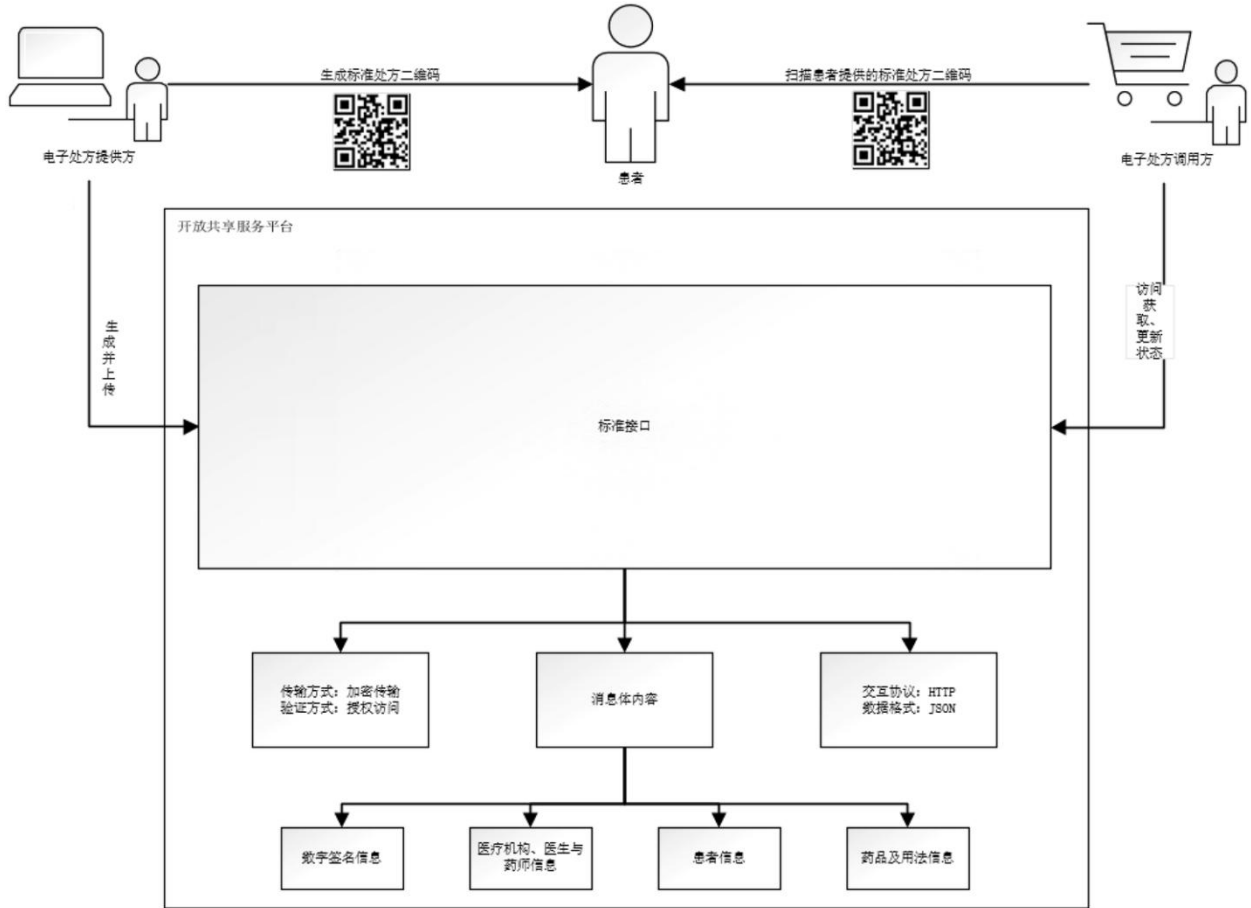 生成标准处方二维码
扫描患者提供的标准处方二维码
电子处方提供方
患者
电子处方调用方
开放共享服务平台
生
成
并
上
传
访问
获
取、
更新
状态
标准接口
传输方式：加密传输
验证方式：授权访问
消息体内容
交互协议：HTTP
数据格式：JSON
数字签名信息
医疗机构、医生与
药师信息
患者信息
药品及用法信息